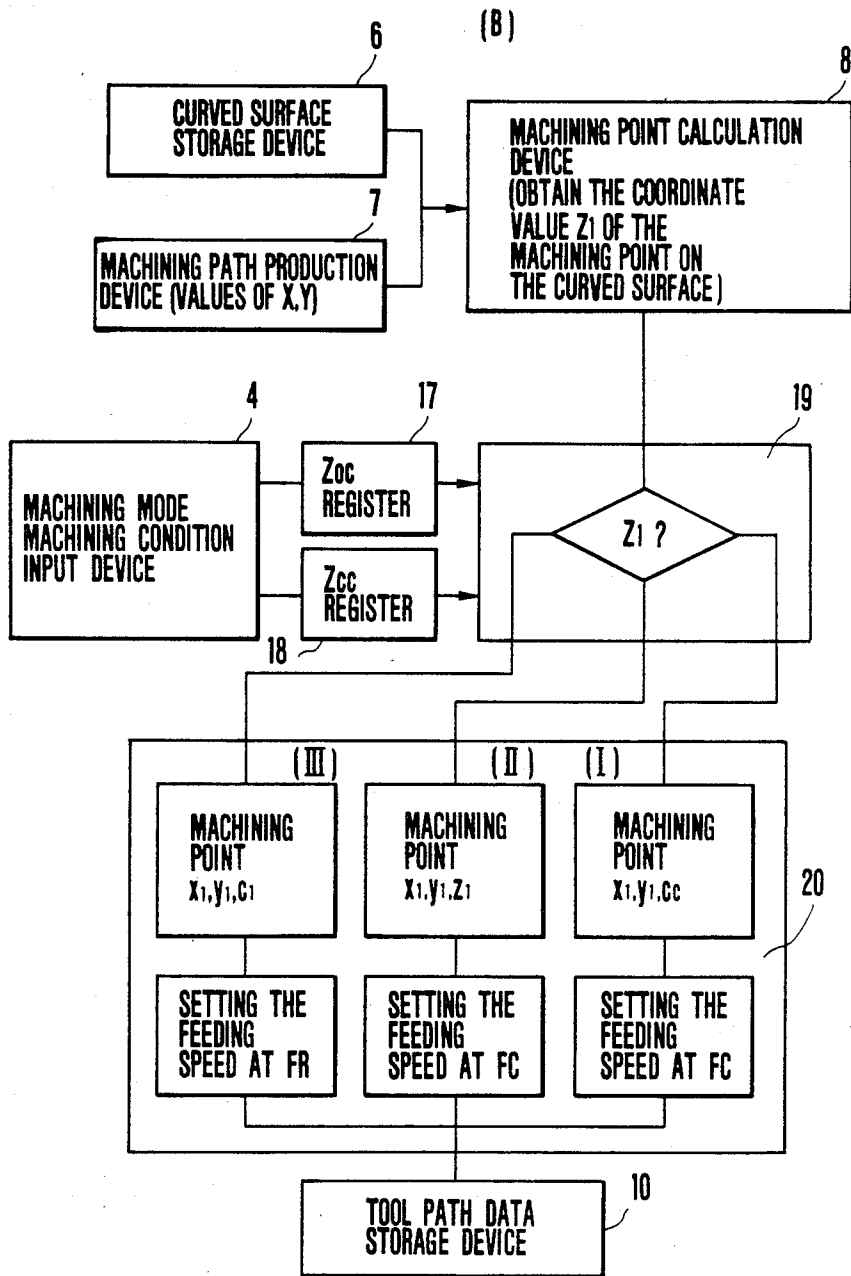 (B)
6
CURVED SURFACE
STORAGE DEVICE
8
MACHINING POINT CALCULATION
DEVICE
(OBTAIN THE COORDINATE
VALUE Z1 OF THE
MACHINING POINT ON
THE CURVED SURFACE)
7
MACHINING PATH PRODUCTION
DEVICE (VALUES OF X,Y)
4
MACHINING MODE
MACHINING CONDITION
INPUT DEVICE
17
ZOC
REGISTER
ZCC
REGISTER
18
19
Z1 ?
(III)
MACHINING
POINT
X1,Y1,C1
SETTING THE
FEEDING
SPEED AT FR
(II)
MACHINING
POINT
X1,Y1,Z1
SETTING THE
FEEDING
SPEED AT FC
(I)
MACHINING
POINT
X1,Y1,CC
SETTING THE
FEEDING
SPEED AT FC
20
TOOL PATH DATA
STORAGE DEVICE
10